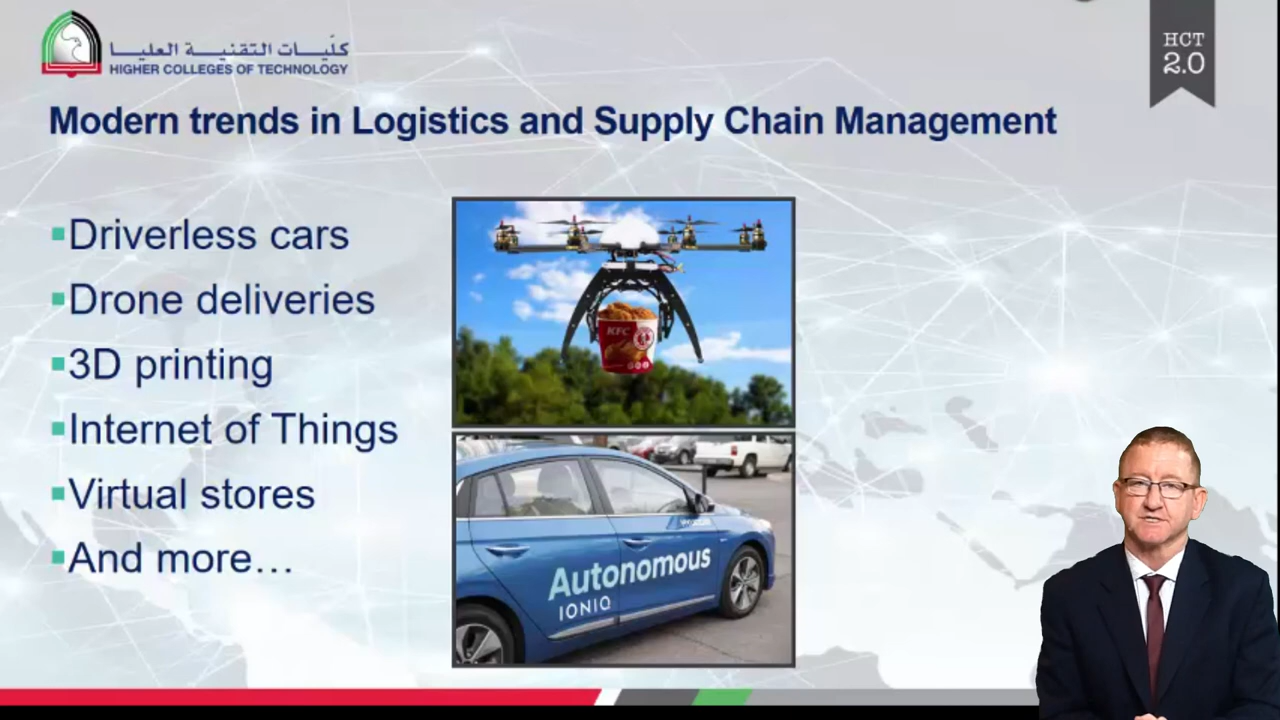 كليات التقنية العليا
HIGHER COLLEGES OF TECHNOLOGY
HCT
2.0
Modern trends in Logistics and Supply Chain Management
Driverless cars
Drone deliveries
3D printing
Internet of Things
Virtual stores
And more…
KFC
Autonomous
IONIQ